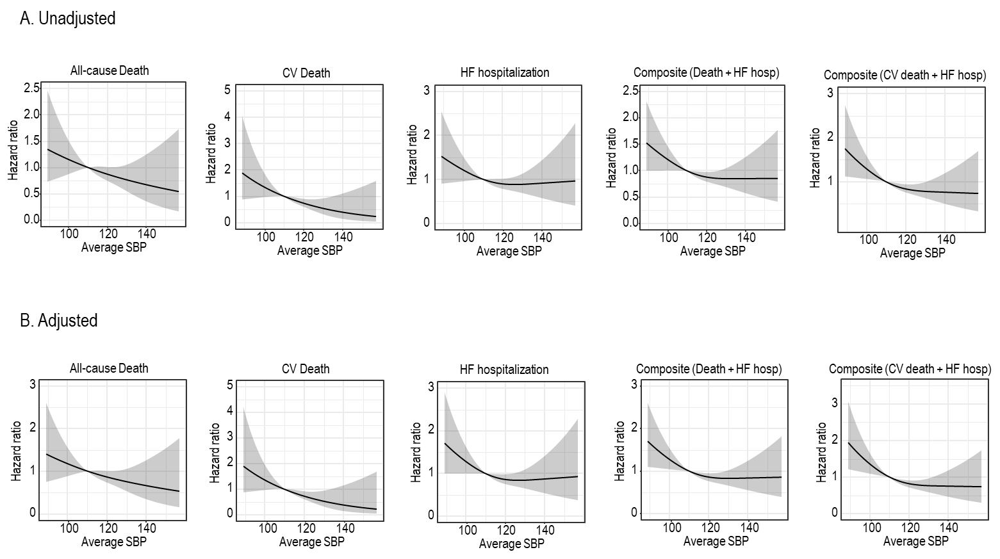 A. Unadjusted
All-cause Death
Hazard ratio
2.5
2.0
1.5
1.0
0.5
0.0
100 120 140
Average SBP
CV Death
Hazard ratio
5
4
3
2
1
0
100 120 140
Average SBP
HF hospitalization
Hazard ratio
3
2
1
0
100 120 140
Average SBP
Composite (Death + HF hosp)
Hazard ratio
2.5
2.0
1.5
1.0
0.5
0.0
100 120 140
Average SBP
Composite (CV death + HF hosp)
Hazard ratio
3
2
1
100 120 140
Average SBP
B. Adjusted
All-cause Death
Hazard ratio
3
2
1
0
100 120 140
Average SBP
CV Death
Hazard ratio
5
4
3
2
1
0
100 120 140
Average SBP
HF hospitalization
Hazard ratio
3
2
1
0
100 120 140
Average SBP
Composite (Death + HF hosp)
Hazard ratio
3
2
1
0
100 120 140
Average SBP
Composite (CV death + HF hosp)
Hazard ratio
3
2
1
0
100 120 140
Average SBP